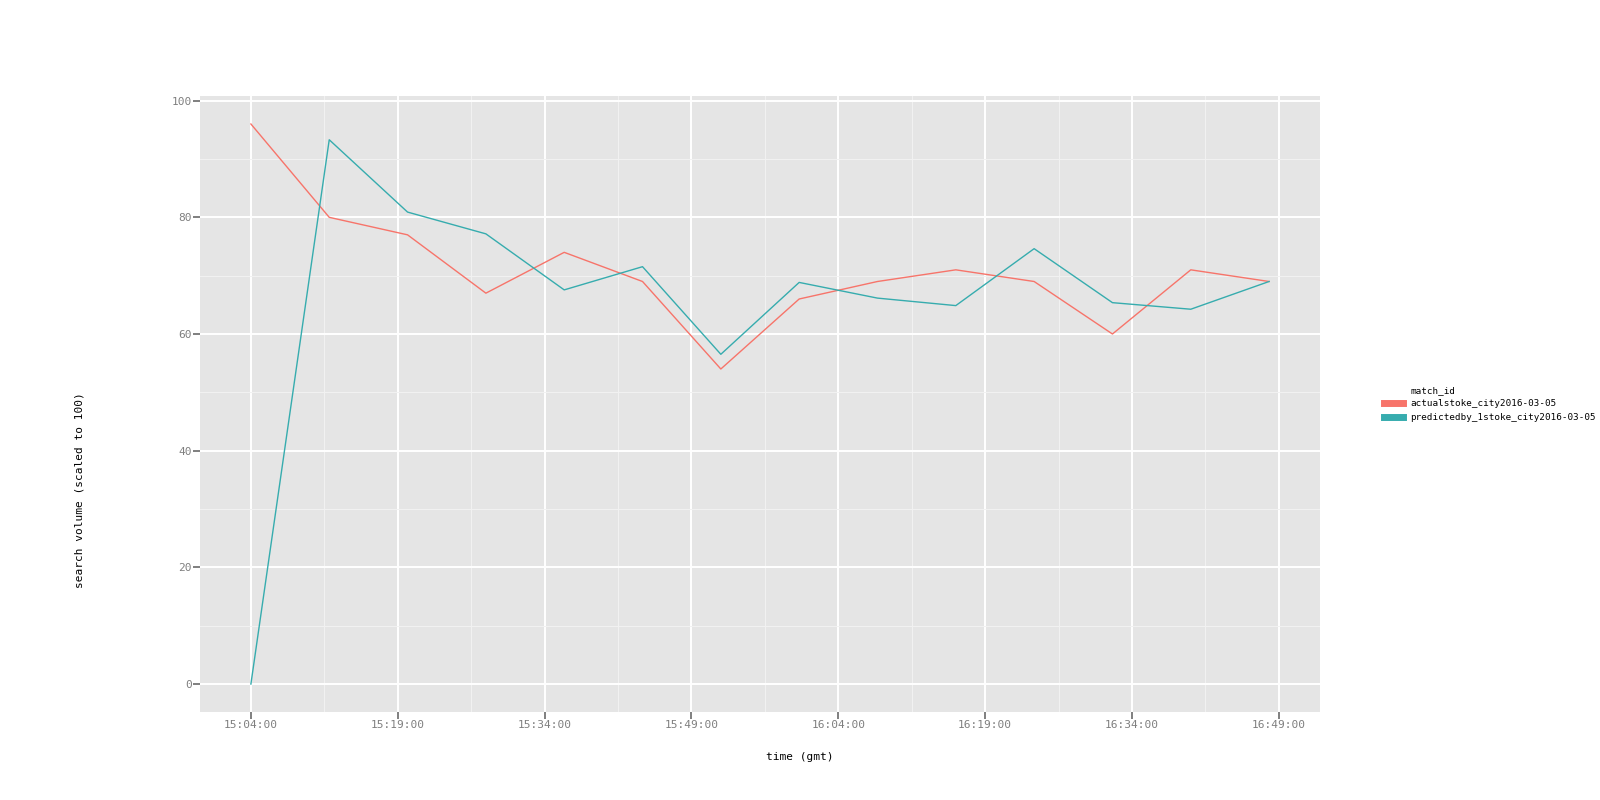 100
80
60
40
20
0
search volume (scaled to 100)
15:04:00 15:19:00 15:34:00 15:49:00 16:04:00 16:19:00 16:34:00 16:49:00
time (gmt)
match_id
actualstoke_city2016-03-05
predictedby_1stoke_city2016-03-05